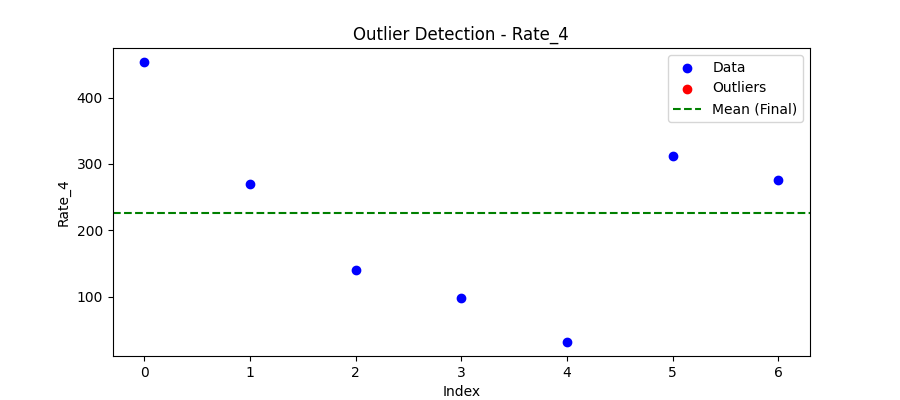 Outlier Detection - Rate_4
Data
Outliers
Mean (Final)
400
300
200
100
Rate_4
0 1 2 3 4 5 6
Index